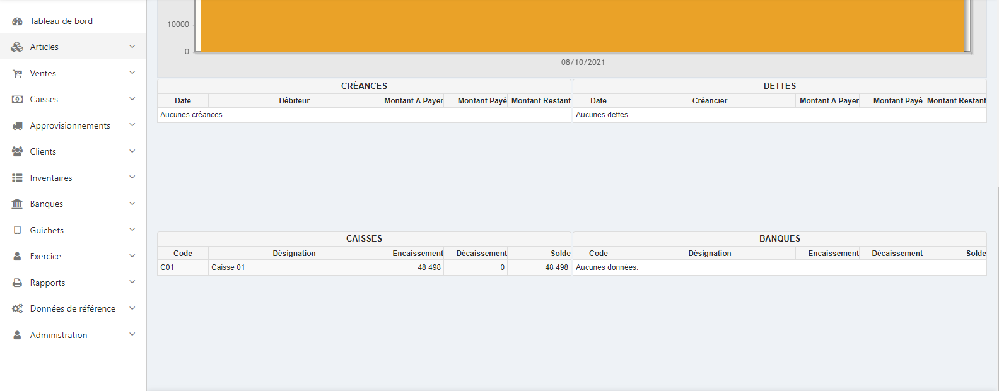 Tableau de bord
Articles
Ventes
Caisses
Approvisionnements
Clients
Inventaires
Banques
Guichets
Exercice
Rapports
Données de référence
Administration
10000
0
08/10/2021
CRÉANCES
Date Débiteur Montant A Payer Montant Payé Montant Restant
Aucunes créances.
DETTES
Date Créancier Montant A Payer Montant Payé Montant Restant
Aucunes dettes.
CAISSES
Code Désignation Encaissement Décaissement Solde
C01 Caisse 01 48 498 0 48 498
BANQUES
Code Désignation Encaissement Décaissement Solde
Aucunes données.